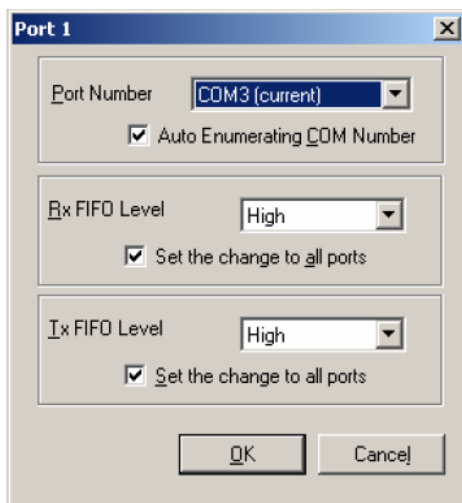 Port 1
Port Number COM3 (current)
Auto Enumerating COM Number
Rx FIFO Level High
Set the change to all ports
Tx FIFO Level High
Set the change to all ports
OK Cancel